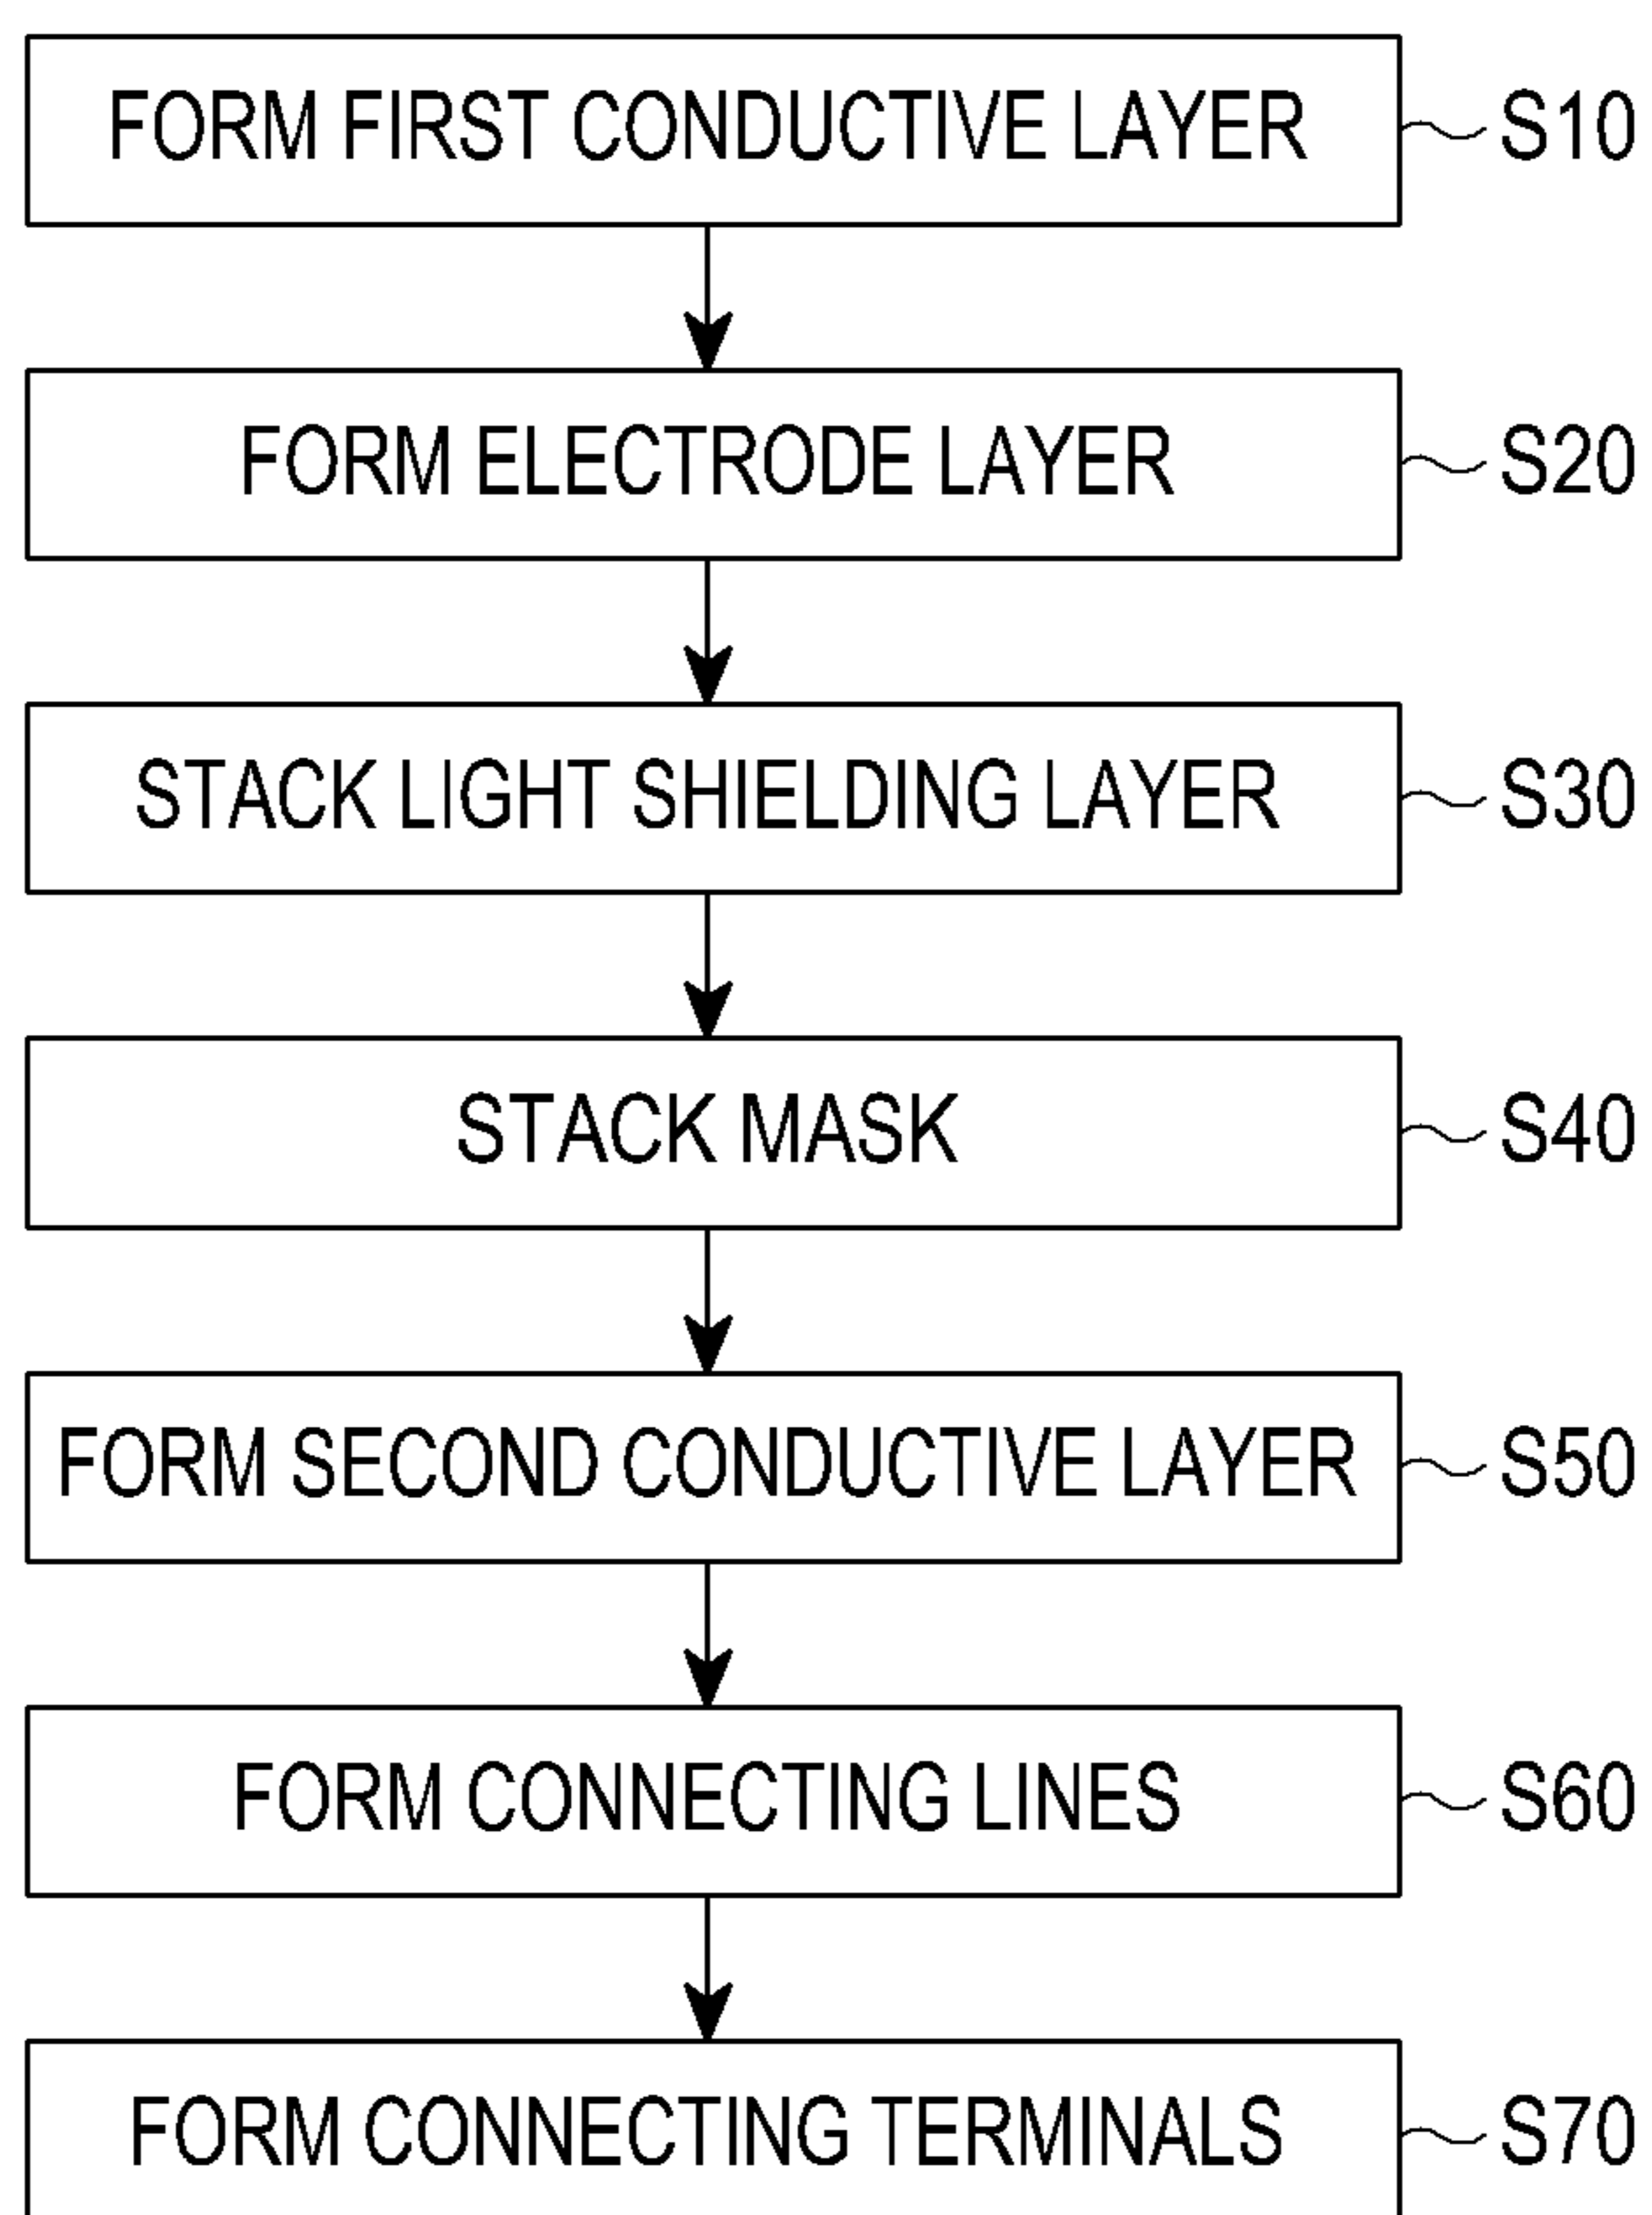 FORM FIRST CONDUCTIVE LAYER S10
FORM ELECTRODE LAYER S20
STACK LIGHT SHIELDING LAYER S30
STACK MASK S40
FORM SECOND CONDUCTIVE LAYER S50
FORM CONNECTING LINES S60
FORM CONNECTING TERMINALS S70